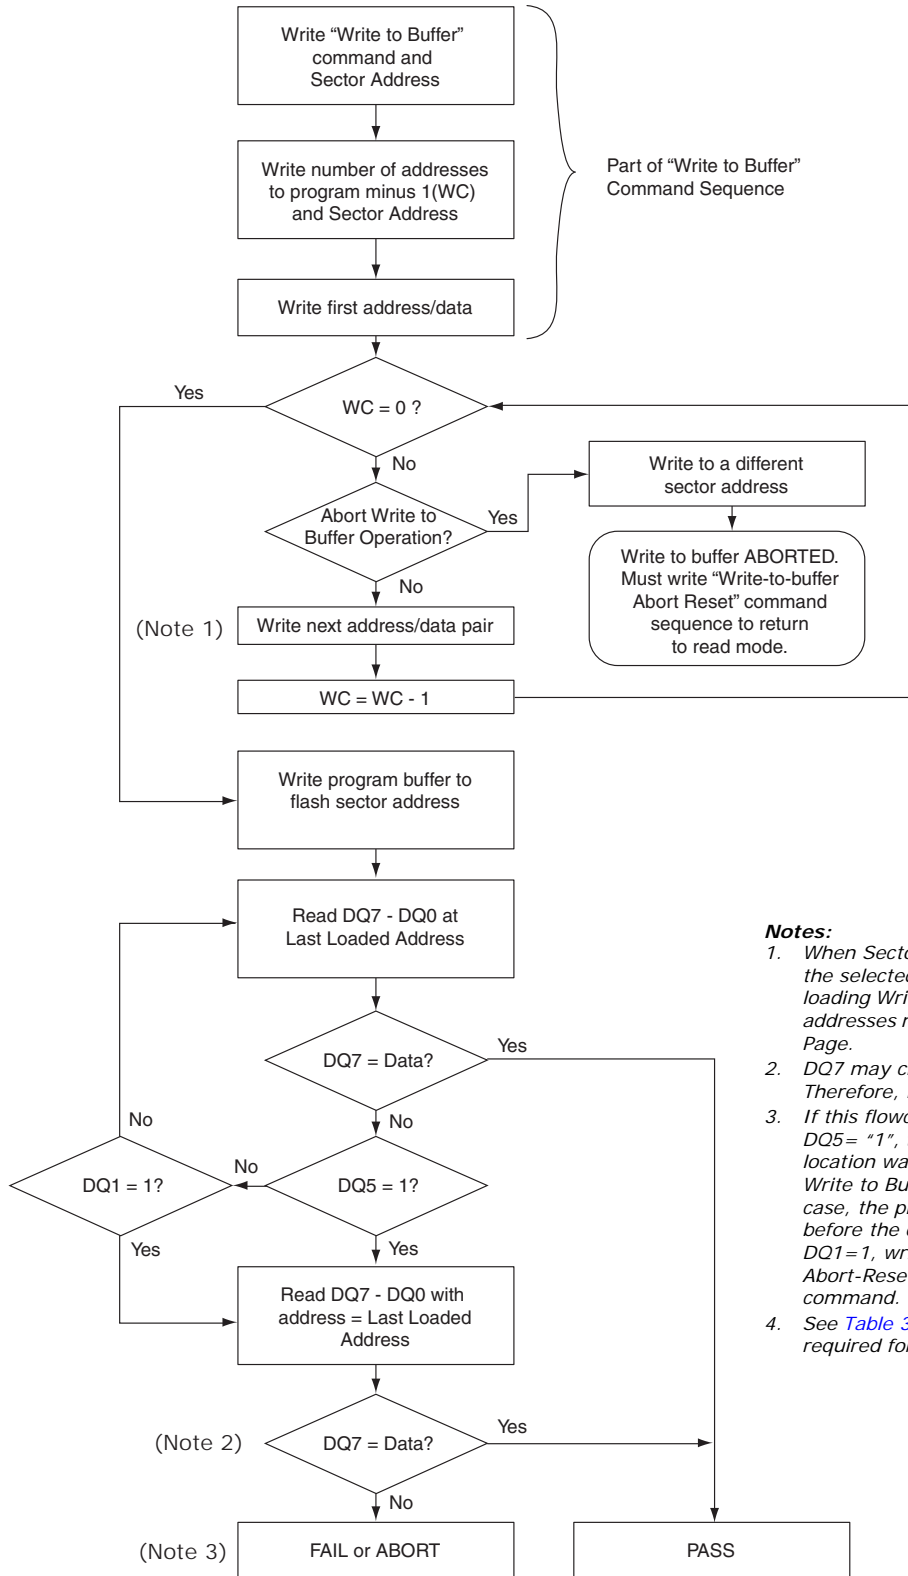 Write “Write to Buffer”
command and
Sector Address
Write number of addresses
to program minus 1(WC)
and Sector Address
Part of “Write to Buffer”
Command Sequence
Write first address/data
Yes
WC = 0 ?
No
Write to a different
sector address
Abort Write to
Buffer Operation?
Yes
Write to buffer ABORTED.
Must write “Write-to-buffer
Abort Reset” command
sequence to return
to read mode.
No
(Note 1)
Write next address/data pair
WC = WC - 1
Write program buffer to
flash sector address
Read DQ7 - DQ0 at
Last Loaded Address
DQ7 = Data?
Yes
No
No
DQ1 = 1?
No
DQ5 = 1?
Yes
Yes
Read DQ7 - DQ0 with
address = Last Loaded
Address
(Note 2)
DQ7 = Data?
Yes
No
(Note 3)
FAIL or ABORT
PASS
Notes:
1. When Secto
the selected
loading Wri
addresses
Page.
2. DQ7 may
Therefore,
3. If this
DQ5= “1”,
location wa
Write to Bu
case, the
before the
DQ1=1,
Abort-Rese
command.
4. See Table 3
required